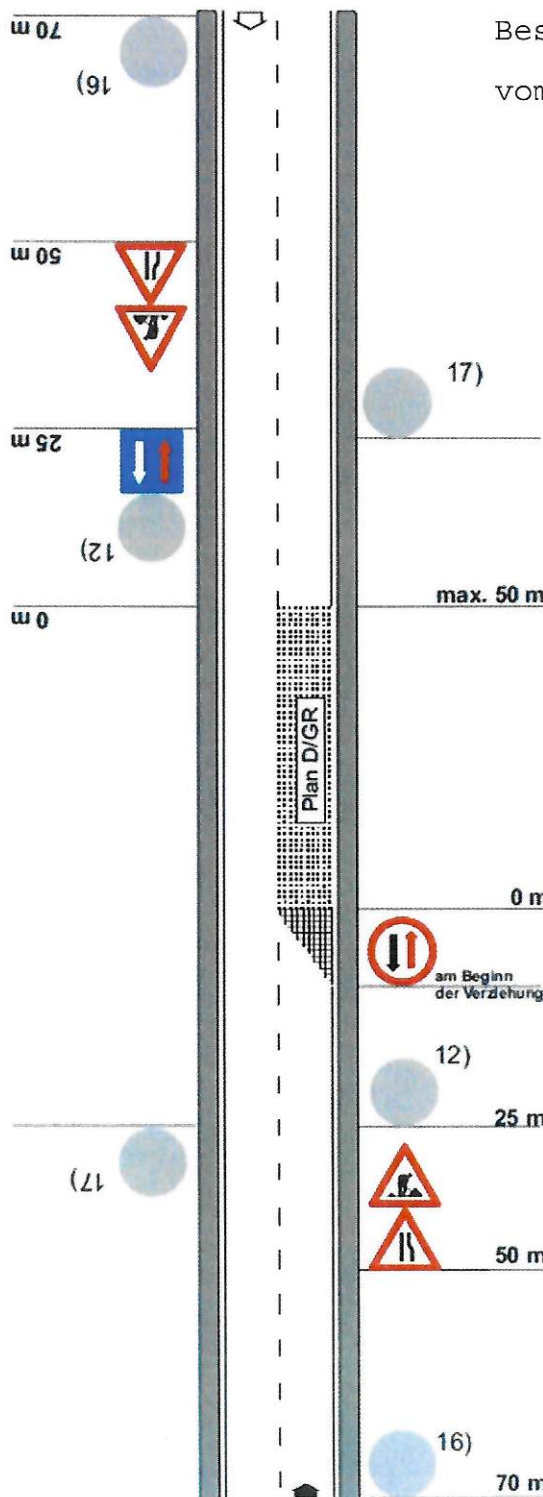 Bes
vom
70 m
16)
50 m
25 m
12)
0 m
17)
17)
max. 50 m
Plan D/GR
0 m
am Beginn
der Verziehung
12)
25 m
50 m
16)
70 m